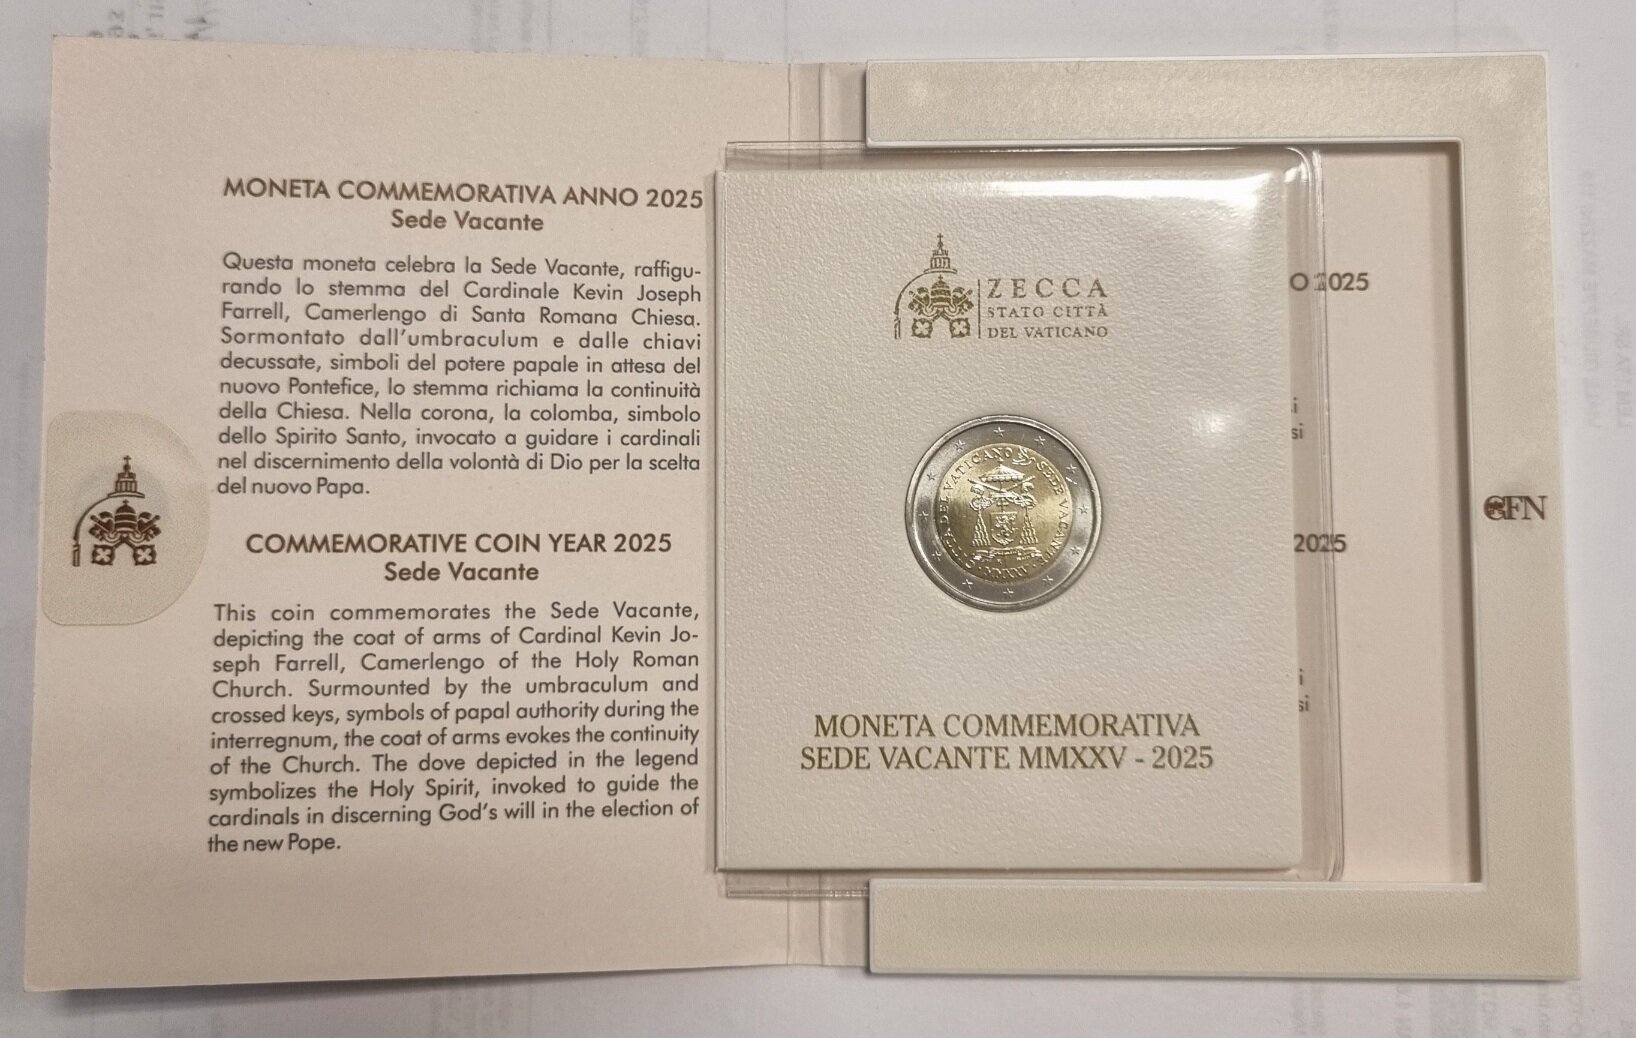 MONETA COMMEMORATIVA ANNO 2025
Sede Vacante
Questa moneta celebra la Sede Vacante, raffigu-
rando lo stemma del Cardinale Kevin Joseph
Farrell, Camerlengo di Santa Romana Chiesa.
Sormontato dall'umbraculum e dalle chiavi
decussate, simboli del potere papale in attesa del
nuovo Pontefice, lo stemma richiama la continuità
della Chiesa. Nella corona, la colomba, simbolo
dello Spirito Santo, invocato a guidare i cardinali
nel discernimento della volontà di Dio per la scelta
del nuovo Papa.
COMMEMORATIVE COIN YEAR 2025
Sede Vacante
This coin commemorates the Sede Vacante,
depicting the coat of arms of Cardinal Kevin Jo-
seph Farrell, Camerlengo of the Holy Roman
Church. Surmounted by the umbraculum and
crossed keys, symbols of papal authority during the
interregnum, the coat of arms evokes the continuity
of the Church. The dove depicted in the legend
symbolizes the Holy Spirit, invoked to guide the
cardinals in discerning God's will in the election of
the new Pope.
ZECCA
STATO CITTÀ
DEL VATICANO
CITTÀ DEL VATICANO SEDE VACANTE
MMXXV
MONETA COMMEMORATIVA
SEDE VACANTE MMXXV - 2025
O 2025
si
2025
si
CFN